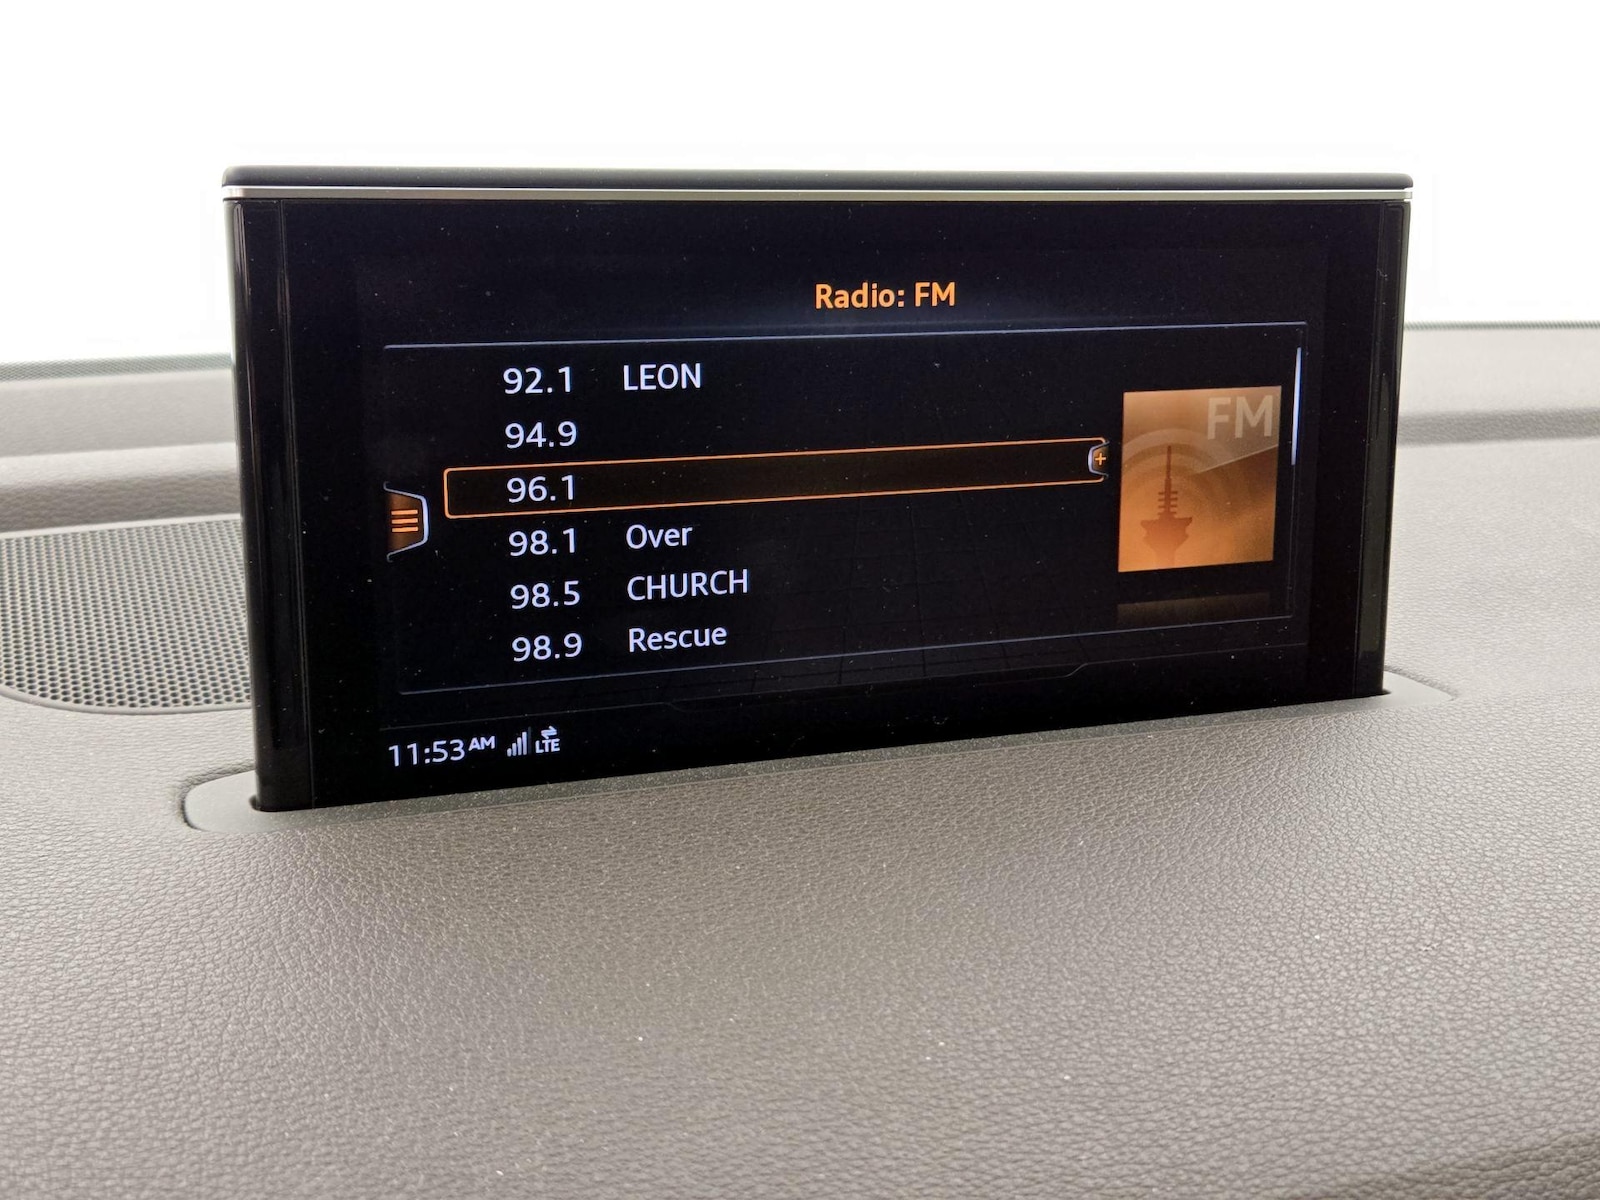 Radio: FM
92.1 LEON
94.9
96.1
98.1 Over
98.5 CHURCH
98.9 Rescue
FM
11:53 AM LTE